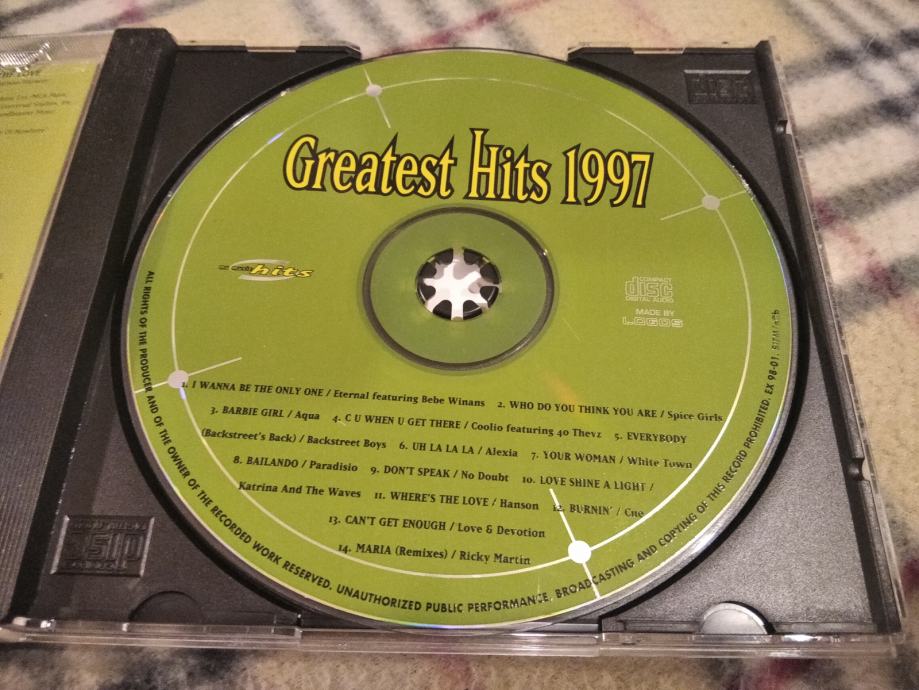 Greatest Hits 1997
hits
COMPACT
disc
DIGITAL AUDIO
MADE BY
LOGOS
1. I WANNA BE THE ONLY ONE / Eternal featuring Bebe Winans 2. WHO DO YOU THINK YOU ARE / Spice Girls
3. BARBIE GIRL / Aqua 4. C U WHEN U GET THERE / Coolio featuring 40 Thevz 5. EVERYBODY
(Backstreet's Back) / Backstreet Boys 6. UH LA LA LA / Alexia 7. YOUR WOMAN / White Town
8. BAILANDO / Paradisio 9. DON'T SPEAK / No Doubt 10. LOVE SHINE A LIGHT /
Katrina And The Waves 11. WHERE'S THE LOVE / Hanson 12. BURNIN' / Cue
13. CAN'T GET ENOUGH / Love & Devotion
14. MARIA (Remixes) / Ricky Martin
ALL RIGHTS OF THE PRODUCER AND OF THE OWNER OF THE RECORDED WORK RESERVED. UNAUTHORIZED PUBLIC PERFORMANCE, BROADCASTING AND COPYING OF THIS RECORD PROHIBITED. EX 98-01.